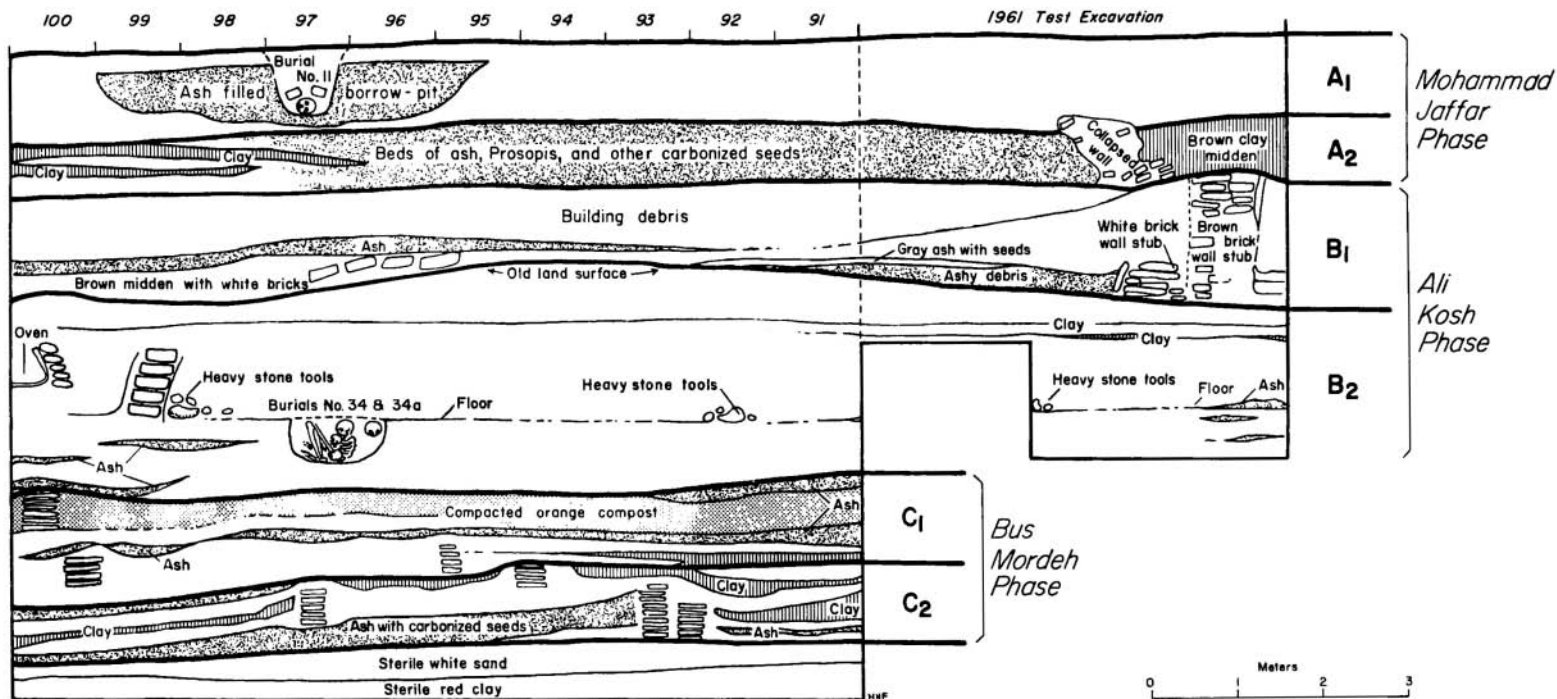 100 99 98 97 96 95 94 93 92 91 1961 Test Excavation
Burial
No. 11
Ash filled borrow-pit
A1
Mohammad
Jaffar
Phase
Collapsed
wall
Brown clay
midden
A2
Clay
Clay
Beds of ash, Prosopis, and other carbonized seeds
Building debris
Ash
Gray ash with seeds
White brick
wall stub
Brown
brick
wall stub
B1
Brown midden with white bricks
Old land surface
Ashy debris
Ali
Kosh
Phase
Clay
Clay
Oven
Heavy stone tools
Heavy stone tools
Heavy stone tools
Burials No. 34 & 34a
Floor
Floor
Ash
B2
Ash
Compacted orange compost
Ash
Ash
C1
Bus
Mordeh
Phase
Clay
Clay
Clay
Ash with carbonized seeds
Ash
C2
Sterile white sand
Sterile red clay
Meters
0 1 2 3